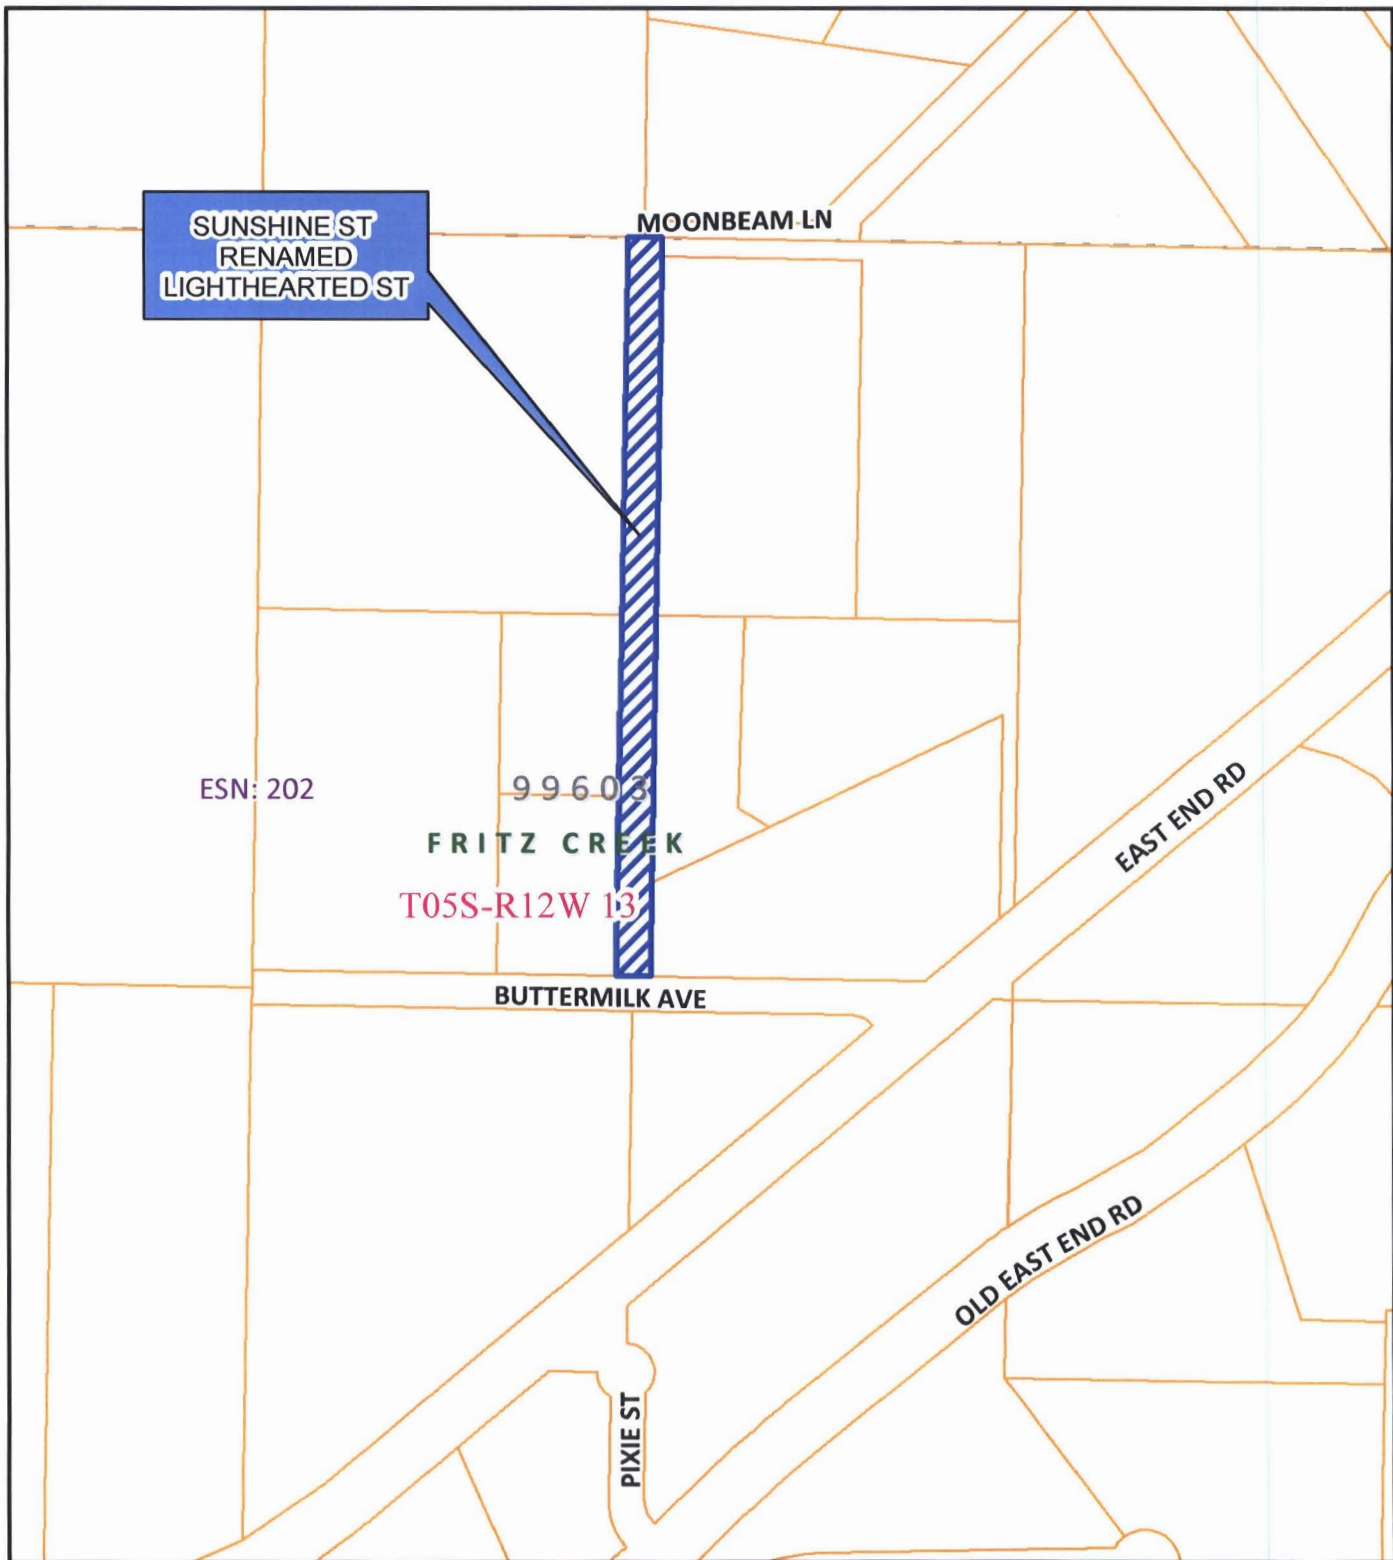 MOONBEAM LN
SUNSHINE ST
RENAMED
LIGHTHEARTED ST
EAST END RD
ESN: 202
99603
FRITZ CREEK
T05S-R12W 13
BUTTERMILK AVE
OLD EAST END RD
PIXIE ST